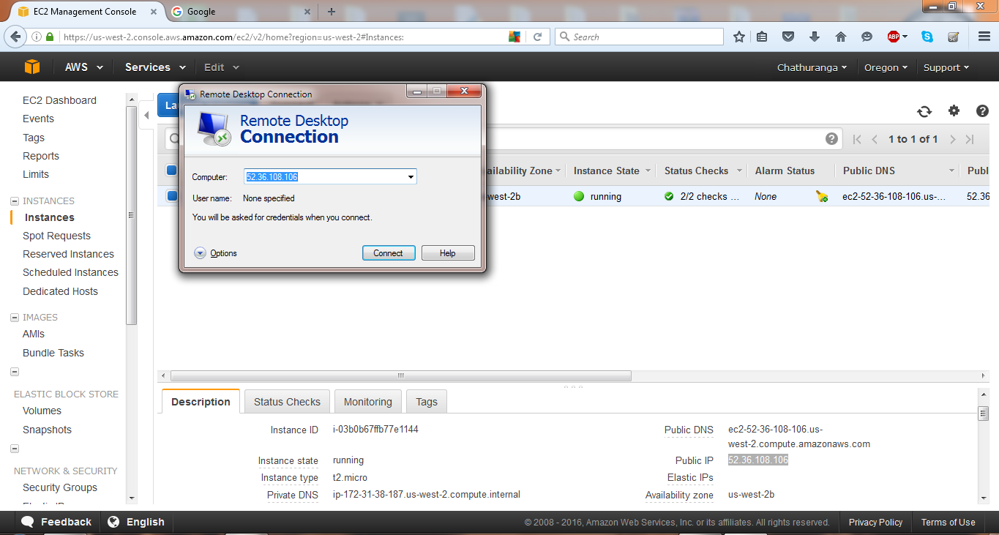 EC2 Management Console
Google
https://us-west-2.console.aws.amazon.com/ec2/v2/home?region=us-west-2#Instances:
Search
ABP
AWS Services Edit
Chathuranga Oregon Support
EC2 Dashboard
Events
Tags
Reports
Limits
INSTANCES
Instances
Spot Requests
Reserved Instances
Scheduled Instances
Dedicated Hosts
IMAGES
AMIs
Bundle Tasks
ELASTIC BLOCK STORE
Volumes
Snapshots
NETWORK & SECURITY
Security Groups
La
Remote Desktop Connection
Remote Desktop
Connection
Computer: 52.36.108.106
User name: None specified
You will be asked for credentials when you connect.
Options Connect Help
1 to 1 of 1
ailability Zone Instance State Status Checks Alarm Status Public DNS Publ
west-2b running 2/2 checks ... None ec2-52-36-108-106.us-... 52.36
Description Status Checks Monitoring Tags
Instance ID i-03b0b67ffb77e1144
Public DNS ec2-52-36-108-106.us-
west-2.compute.amazonaws.com
Instance state running
Public IP 52.36.108.106
Instance type t2.micro
Elastic IPs
Private DNS ip-172-31-38-187.us-west-2.compute.internal
Availability zone us-west-2b
Feedback English
© 2008 - 2016, Amazon Web Services, Inc. or its affiliates. All rights reserved. Privacy Policy Terms of Use